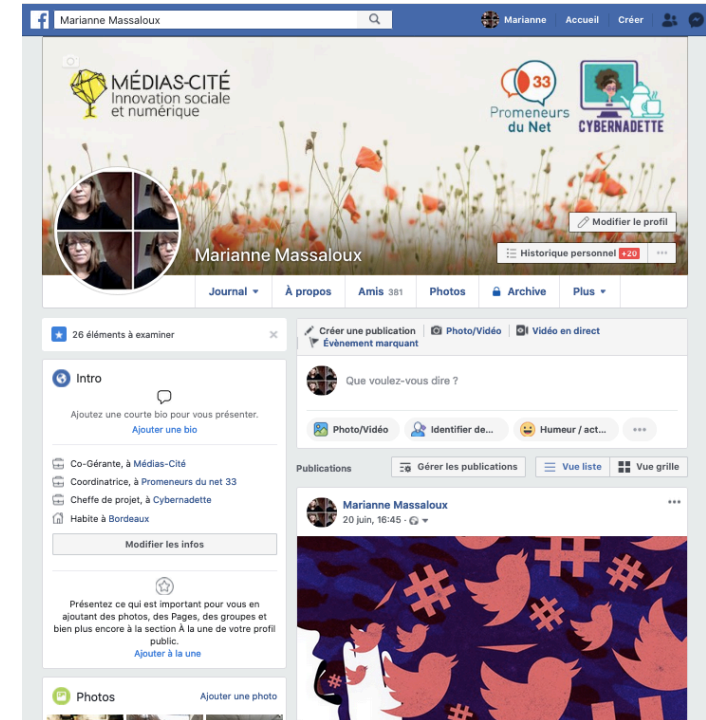 Marianne Massaloux
Marianne
Accueil
Créer
MÉDIAS-CITÉ
Innovation sociale
et numérique
33
Promeneurs
du Net
CYBERNADETTE
Modifier le profil
Marianne Massaloux
Historique personnel +20
Journal
À propos
Amis 381
Photos
Archive
Plus
26 éléments à examiner
Intro
Ajoutez une courte bio pour vous présenter.
Ajouter une bio
Co-Gérante, à Médias-Cité
Coordinatrice, à Promeneurs du net 33
Cheffe de projet, à Cybernadette
Habite à Bordeaux
Modifier les infos
Présentez ce qui est important pour vous en
ajoutant des photos, des Pages, des groupes et
bien plus encore à la section À la une de votre profil
public.
Ajouter à la une
Photos
Ajouter une photo
Créer une publication
Photo/Vidéo
Vidéo en direct
Évènement marquant
Que voulez-vous dire ?
Photo/Vidéo
Identifier de...
Humeur / act...
Publications
Gérer les publications
Vue liste
Vue grille
Marianne Massaloux
20 juin, 16:45 ·